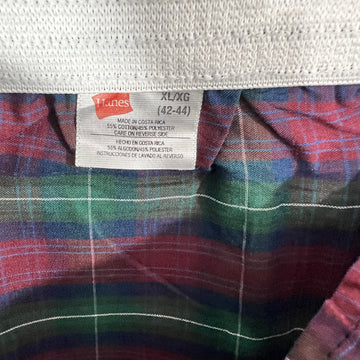 Hanes
XL/XG
(42-44)
MADE IN COSTA RICA
55% COTTON/45% POLYESTER
CARE ON REVERSE SIDE
HECHO EN COSTA RICA
55% ALGODON/45% POLIESTER
INSTRUCCIONES DE LAVADO AL REVERSO